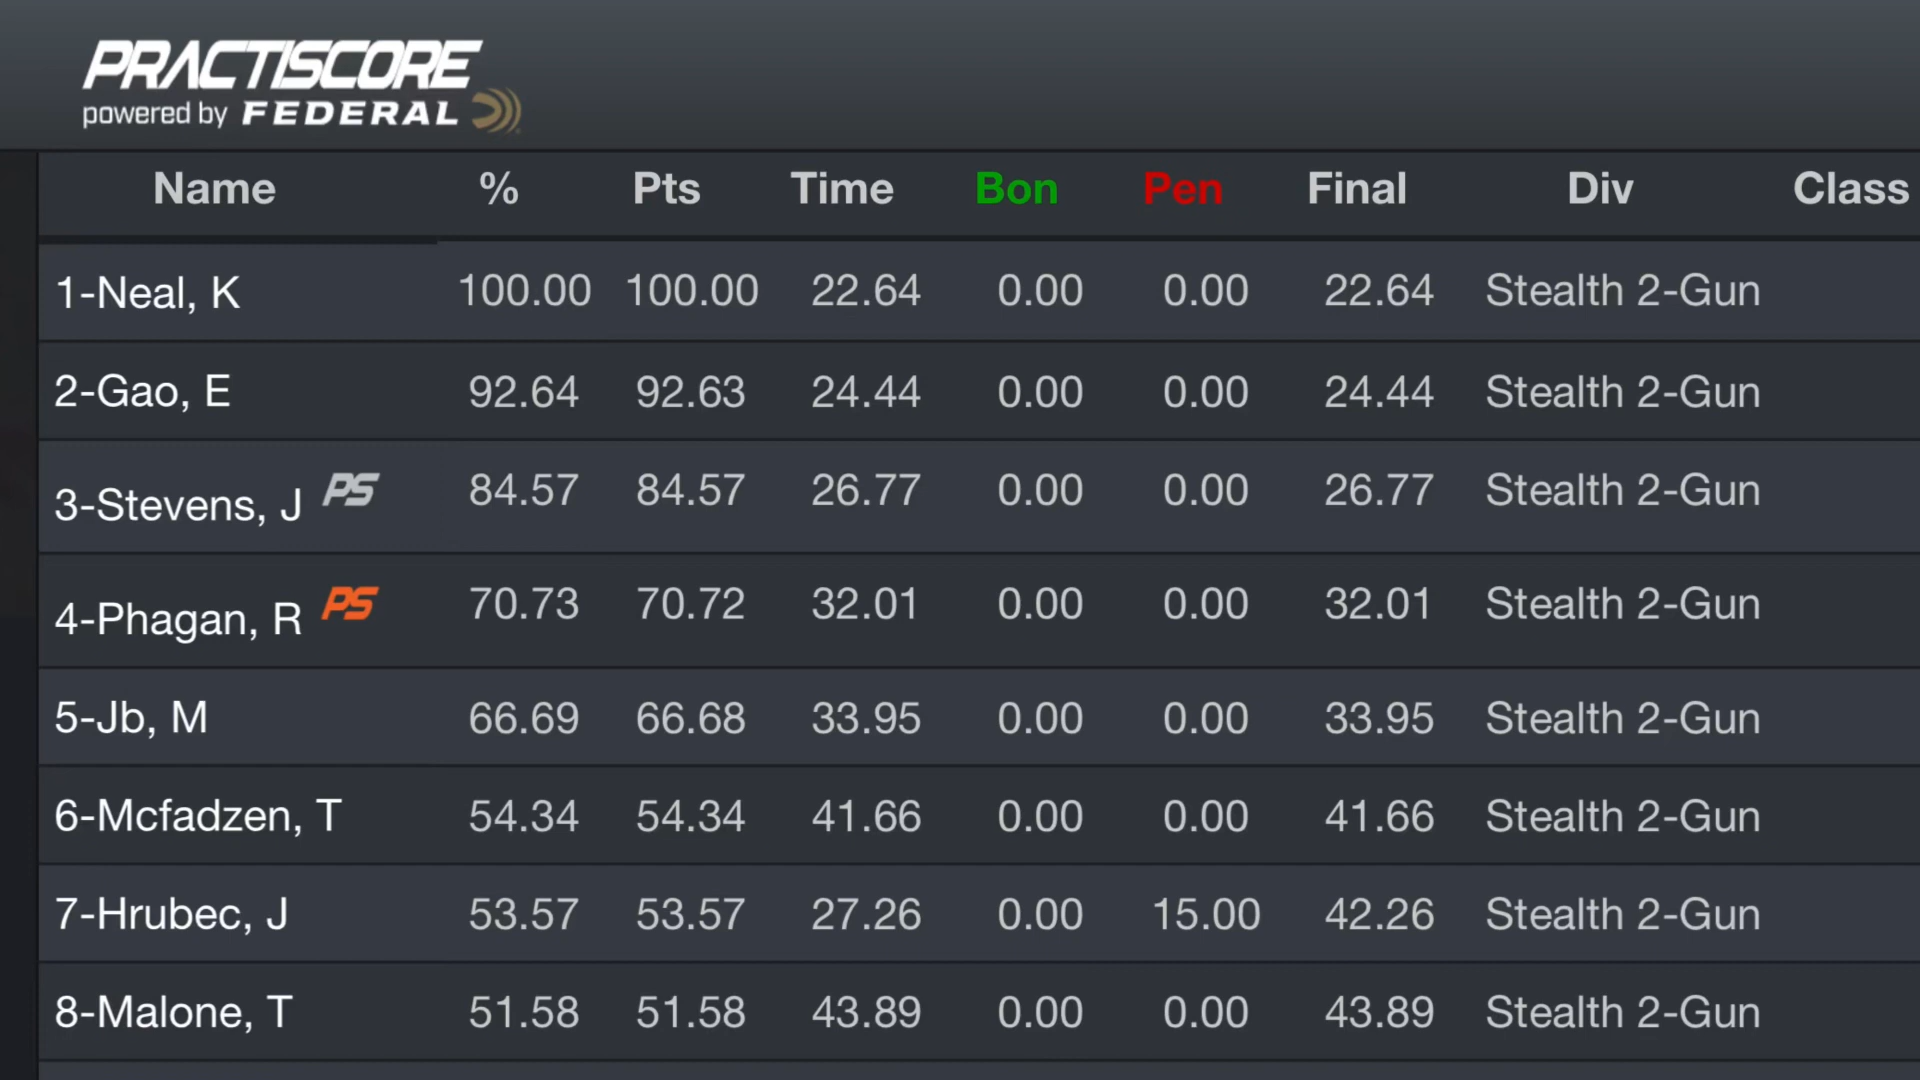 PRACTISCORE
powered by FEDERAL
Name % Pts Time Bon Pen Final Div Class
1-Neal, K 100.00 100.00 22.64 0.00 0.00 22.64 Stealth 2-Gun
2-Gao, E 92.64 92.63 24.44 0.00 0.00 24.44 Stealth 2-Gun
3-Stevens, J PS 84.57 84.57 26.77 0.00 0.00 26.77 Stealth 2-Gun
4-Phagan, R PS 70.73 70.72 32.01 0.00 0.00 32.01 Stealth 2-Gun
5-Jb, M 66.69 66.68 33.95 0.00 0.00 33.95 Stealth 2-Gun
6-Mcfadzen, T 54.34 54.34 41.66 0.00 0.00 41.66 Stealth 2-Gun
7-Hrubec, J 53.57 53.57 27.26 0.00 15.00 42.26 Stealth 2-Gun
8-Malone, T 51.58 51.58 43.89 0.00 0.00 43.89 Stealth 2-Gun